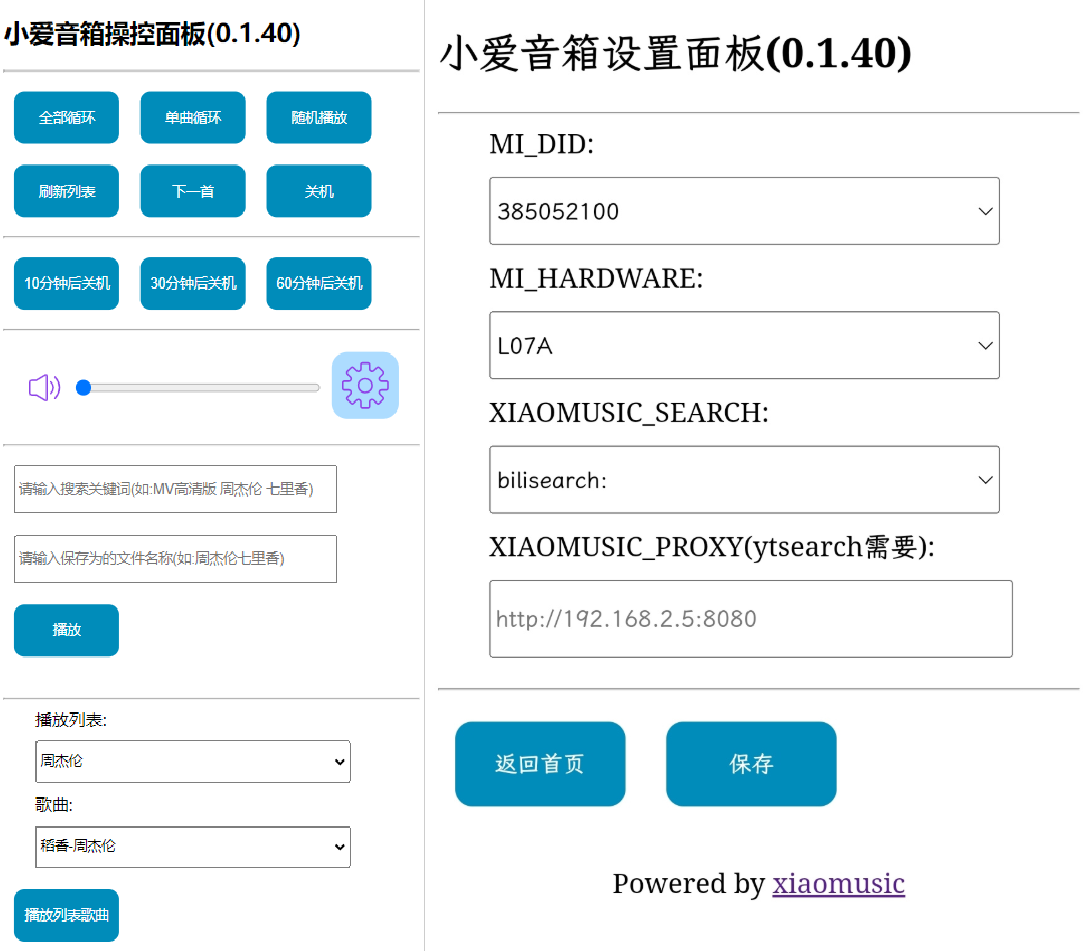 小爱音箱操控面板(0.1.40)
全部循环
单曲循环
随机播放
刷新列表
下一首
关机
10分钟后关机
30分钟后关机
60分钟后关机
请输入搜索关键词(如:MV高清版 周杰伦 七里香)
请输入保存为的文件名称(如:周杰伦七里香)
播放
播放列表:
周杰伦
歌曲:
稻香-周杰伦
播放列表歌曲
小爱音箱设置面板(0.1.40)
MI_DID:
385052100
MI_HARDWARE:
L07A
XIAOMUSIC_SEARCH:
bilisearch:
XIAOMUSIC_PROXY(ytsearch需要):
http://192.168.2.5:8080
返回首页
保存
Powered by xiaomusic